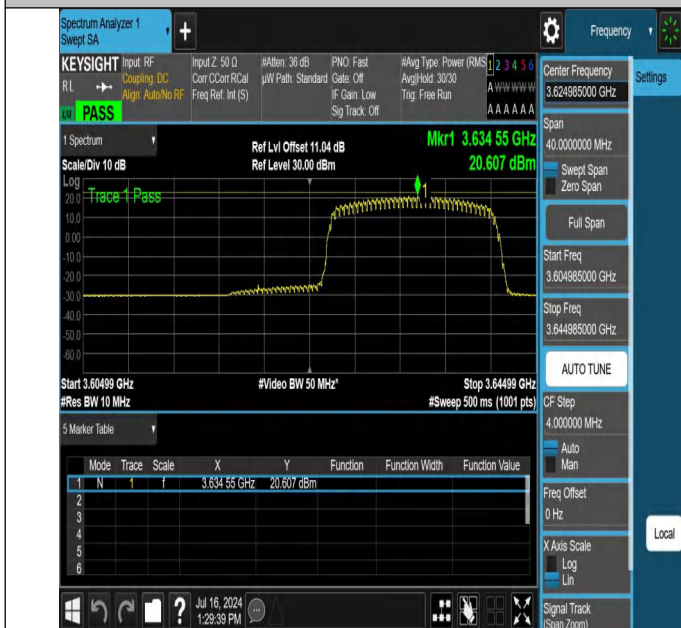 Spectrum Analyzer 1
Swept SA
Frequency
KEYSIGHT
RL
PASS
Input: RF
Coupling: DC
Align: Auto/No RF
Input Z: 50 Ω
Corr CCorr RCal
Freq Ref: Int (S)
#Atten: 36 dB
µW Path: Standard
PNO: Fast
Gate: Off
IF Gain: Low
Sig Track: Off
#Avg Type: Power (RMS
Avg|Hold: 30/30
Trig: Free Run
1 2 3 4 5 6
A W W W W W
A A A A A A
Center Frequency
3.624985000 GHz
Settings
1 Spectrum
Scale/Div 10 dB
Ref Lvl Offset 11.04 dB
Ref Level 30.00 dBm
Mkr1 3.634 55 GHz
20.607 dBm
Span
40.0000000 MHz
Swept Span
Zero Span
Log
Trace 1 Pass
1
20.0
10.0
0.00
-10.0
-20.0
-30.0
-40.0
-50.0
-60.0
Full Span
Start Freq
3.604985000 GHz
Stop Freq
3.644985000 GHz
AUTO TUNE
Start 3.60499 GHz
#Res BW 10 MHz
#Video BW 50 MHz*
Stop 3.64499 GHz
#Sweep 500 ms (1001 pts)
CF Step
4.000000 MHz
Auto
Man
5 Marker Table
Mode Trace Scale X Y Function Function Width Function Value
1 N 1 f 3.634 55 GHz 20.607 dBm
2
3
4
5
6
Freq Offset
0 Hz
X Axis Scale
Log
Lin
Local
Signal Track
(Span Zoom)
?
Jul 16, 2024
1:29:39 PM